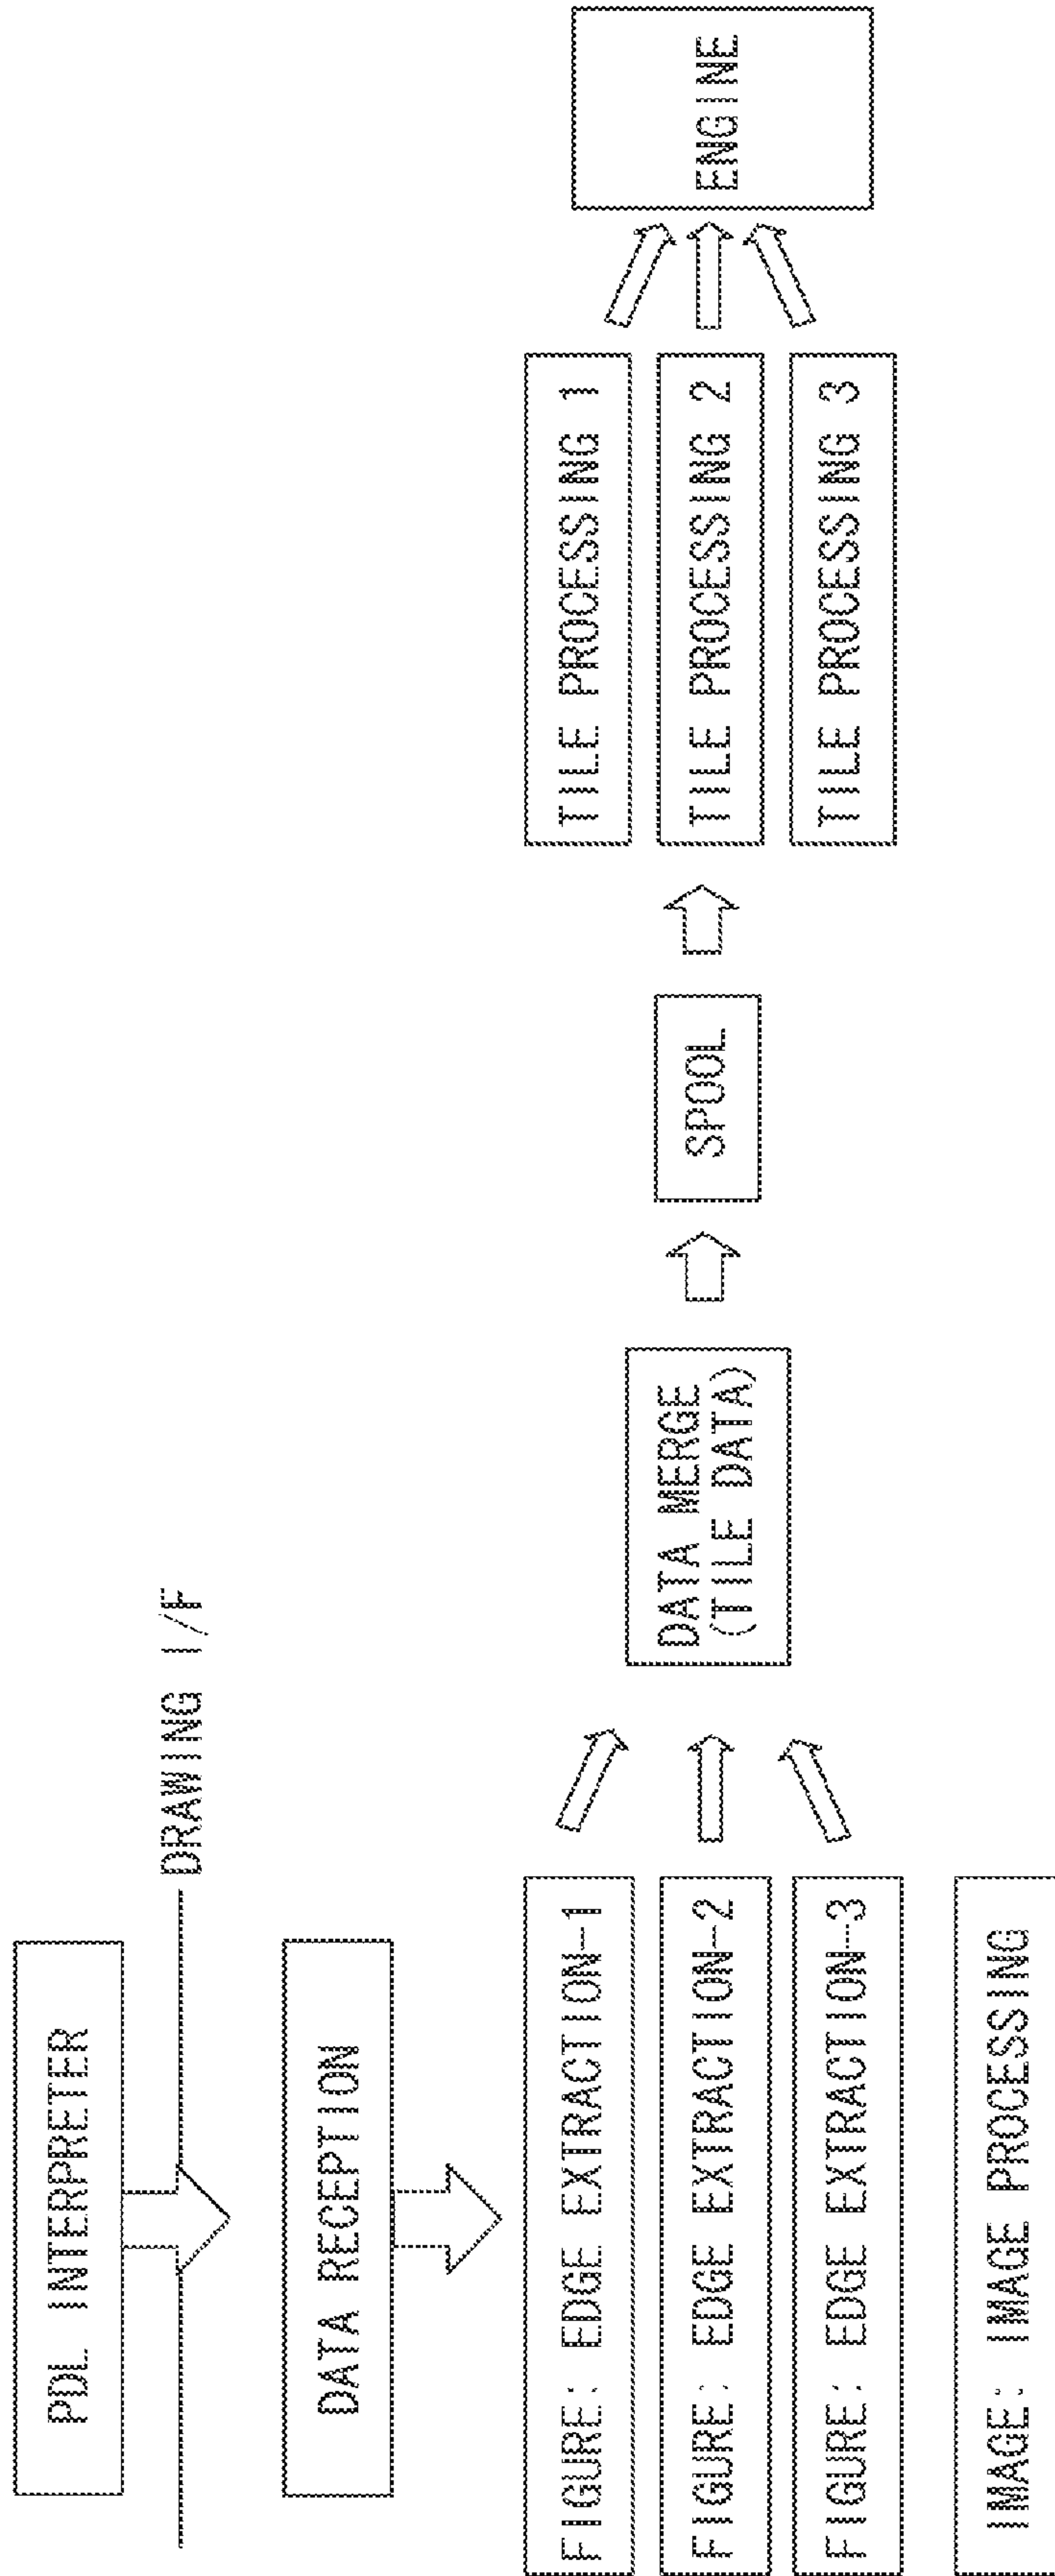 PDL INTERPRETER
DRAWING I/F
DATA RECEPTION
FIGURE: EDGE EXTRACTION-1
FIGURE: EDGE EXTRACTION-2
FIGURE: EDGE EXTRACTION-3
IMAGE: IMAGE PROCESSING
DATA MERGE
(TILE DATA)
SPOOL
TILE PROCESSING 1
TILE PROCESSING 2
TILE PROCESSING 3
ENGINE